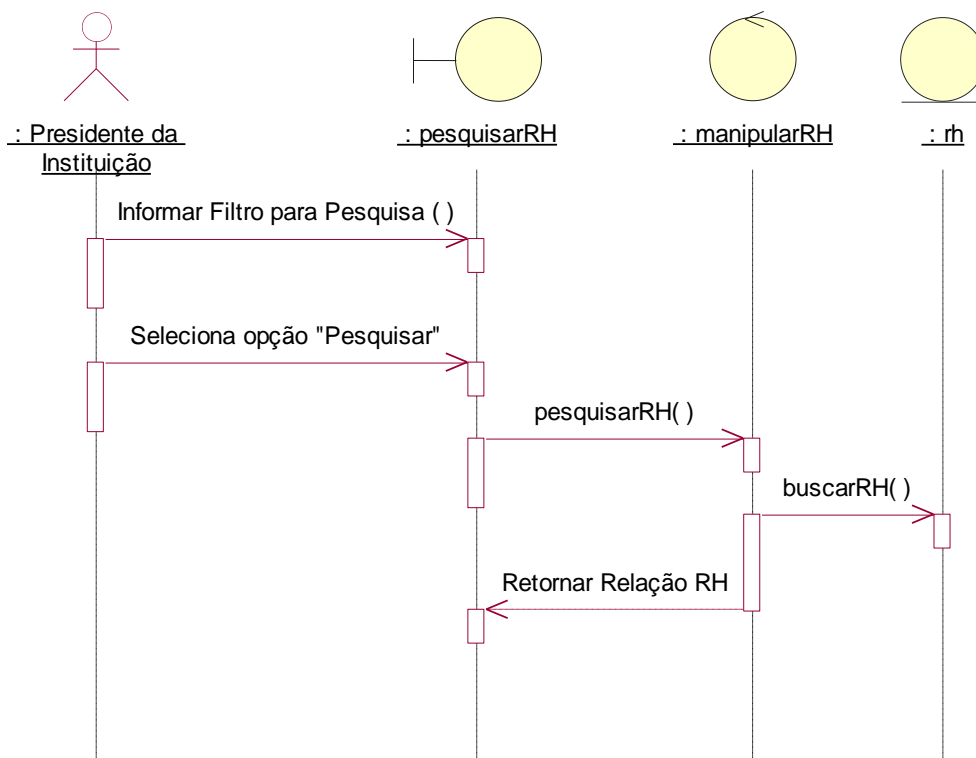 : Presidente da
Instituição
: pesquisarRH
: manipularRH
: rh
Informar Filtro para Pesquisa ( )
Seleciona opção "Pesquisar"
pesquisarRH( )
buscarRH( )
Retornar Relação RH